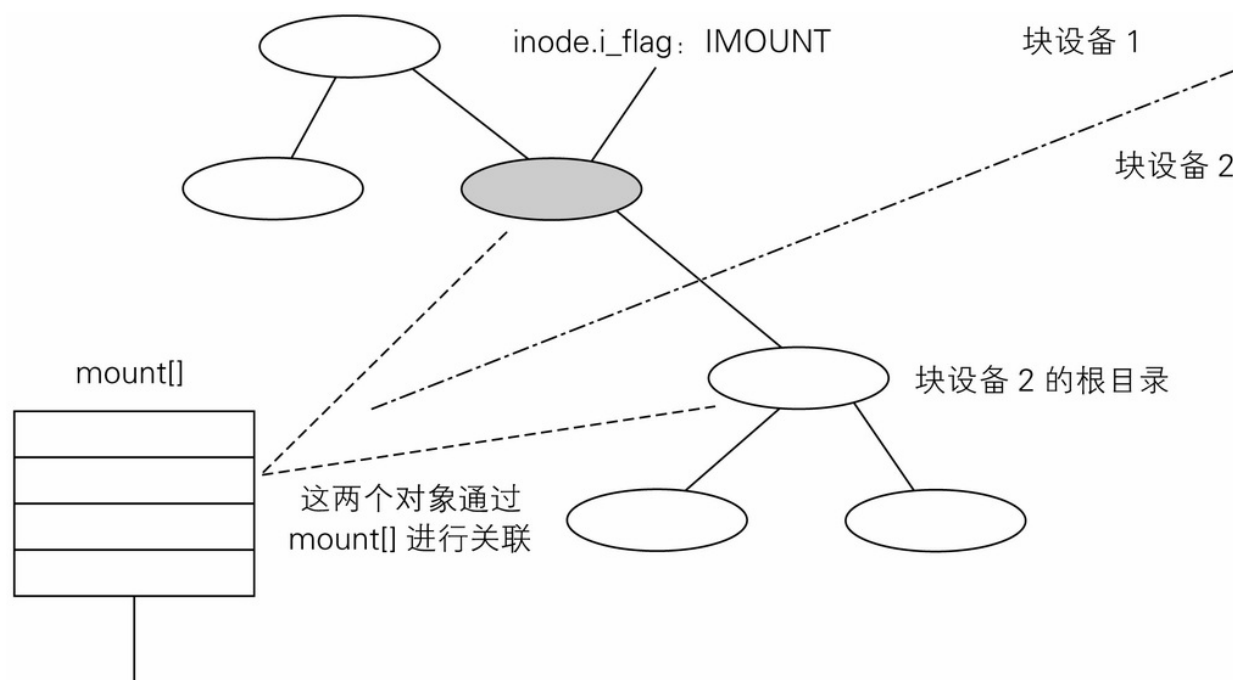 inode.i_flag：IMOUNT
块设备 1
块设备 2
mount[]
块设备 2 的根目录
这两个对象通过
mount[] 进行关联